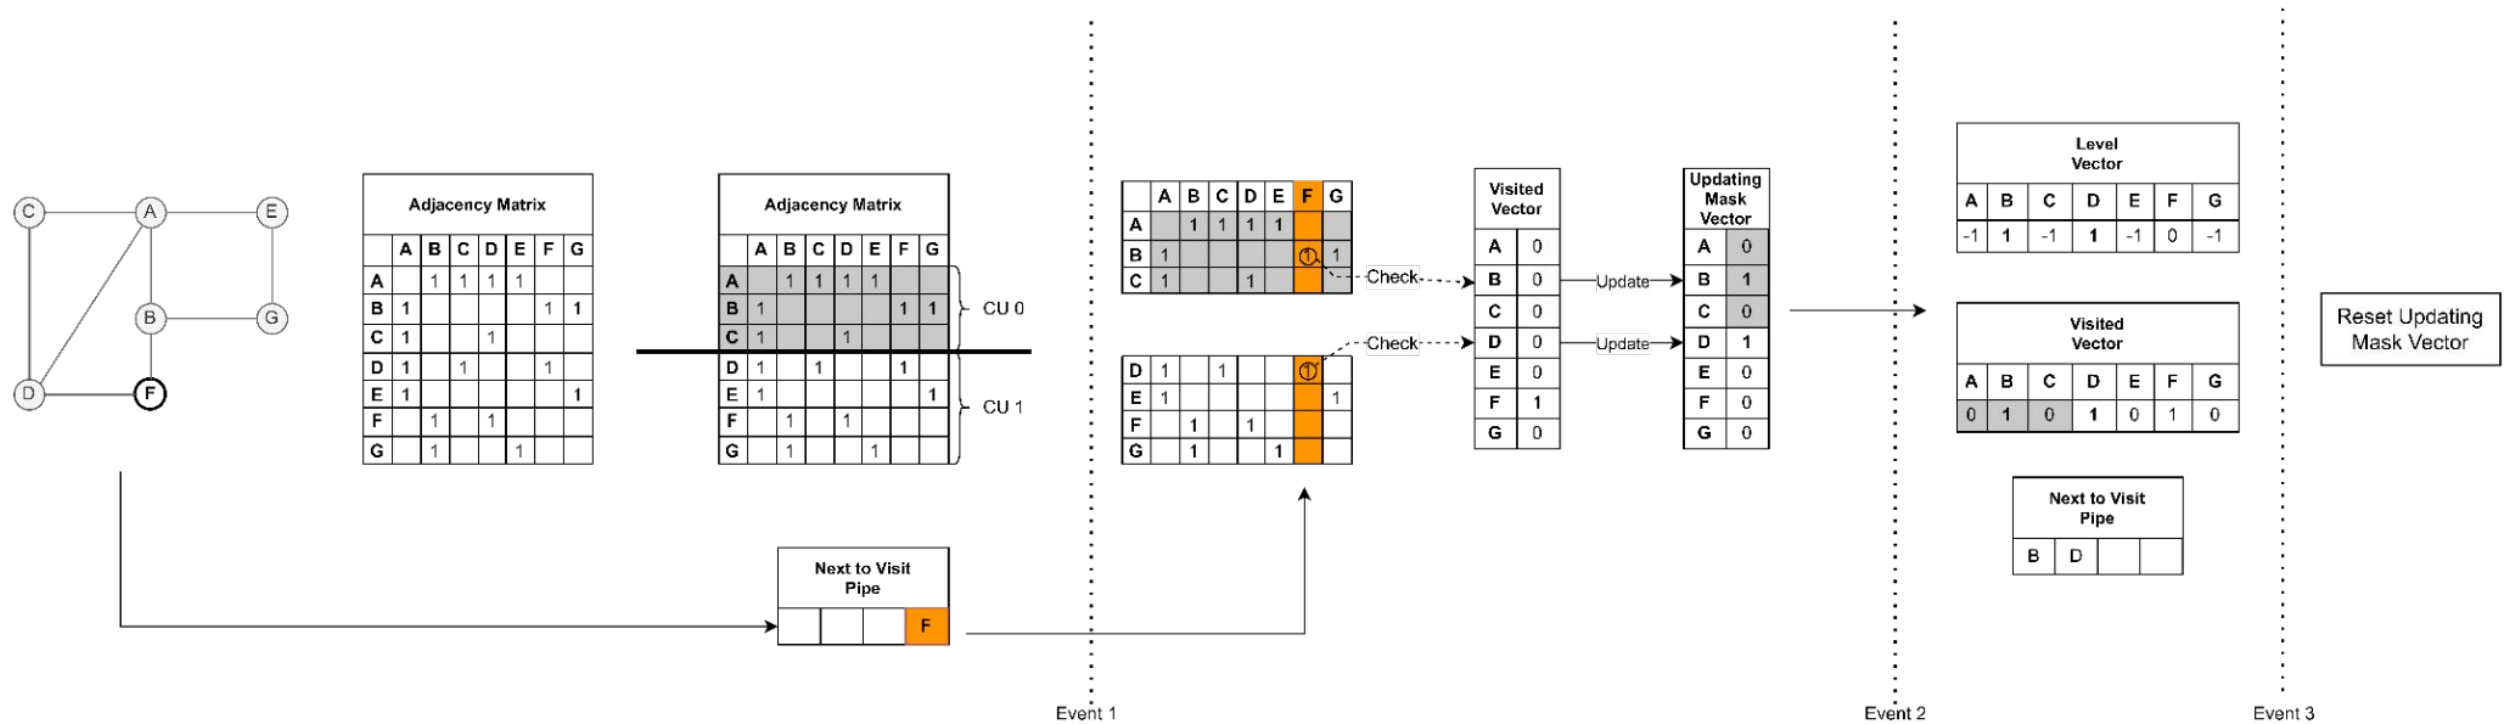 C A E
B G
D F
Adjacency Matrix
A B C D E F G
A 1 1 1 1
B 1 1 1
C 1 1
D 1 1 1
E 1 1
F 1 1
G 1 1
Adjacency Matrix
A B C D E F G
A 1 1 1 1
B 1 1 1
C 1 1
D 1 1 1
E 1 1
F 1 1
G 1 1
CU 0
CU 1
Next to Visit
Pipe
F
Event 1
A B C D E F G
A 1 1 1 1
B 1 1 1
C 1 1
D 1 1 1
E 1 1
F 1 1
G 1 1
Check
Check
Visited
Vector
A 0
B 0
C 0
D 0
E 0
F 1
G 0
Update
Update
Updating
Mask
Vector
A 0
B 1
C 0
D 1
E 0
F 0
G 0
Event 2
Level
Vector
A B C D E F G
-1 1 -1 1 -1 0 -1
Visited
Vector
A B C D E F G
0 1 0 1 0 1 0
Next to Visit
Pipe
B D
Event 3
Reset Updating
Mask Vector